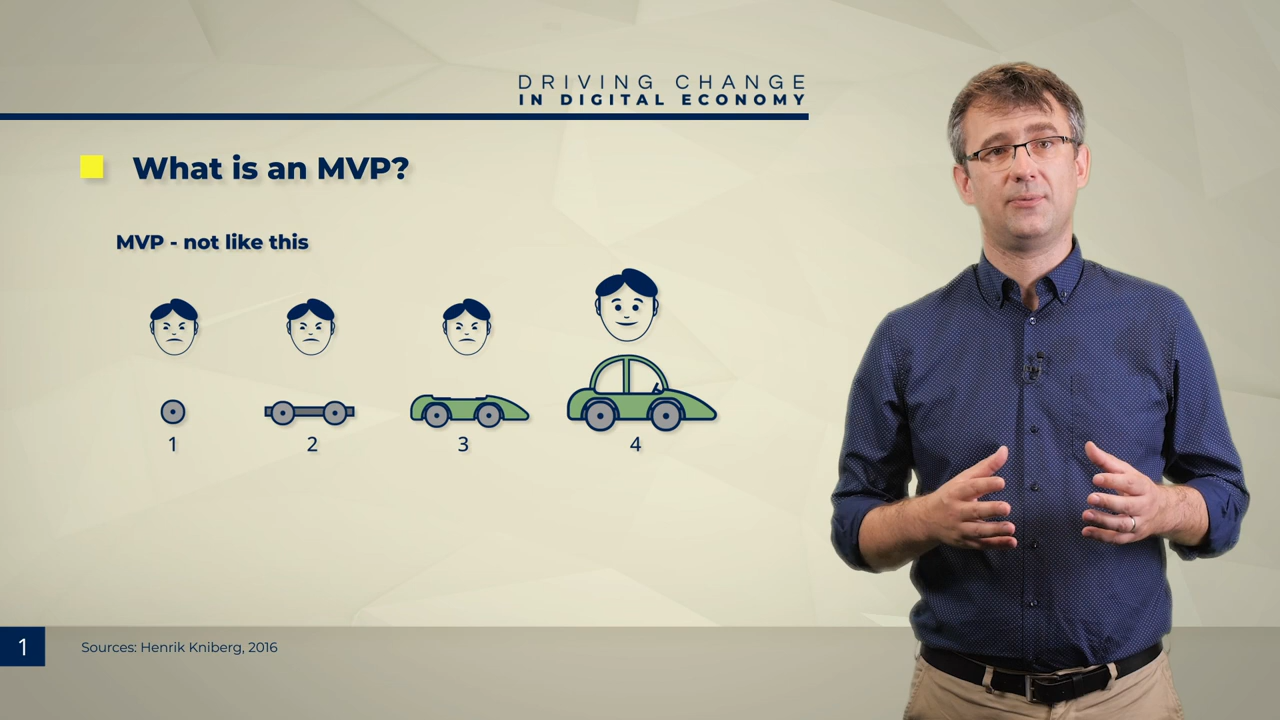 DRIVING CHANGE
IN DIGITAL ECONOMY
What is an MVP?
MVP - not like this
1
2
3
4
1
Sources: Henrik Kniberg, 2016